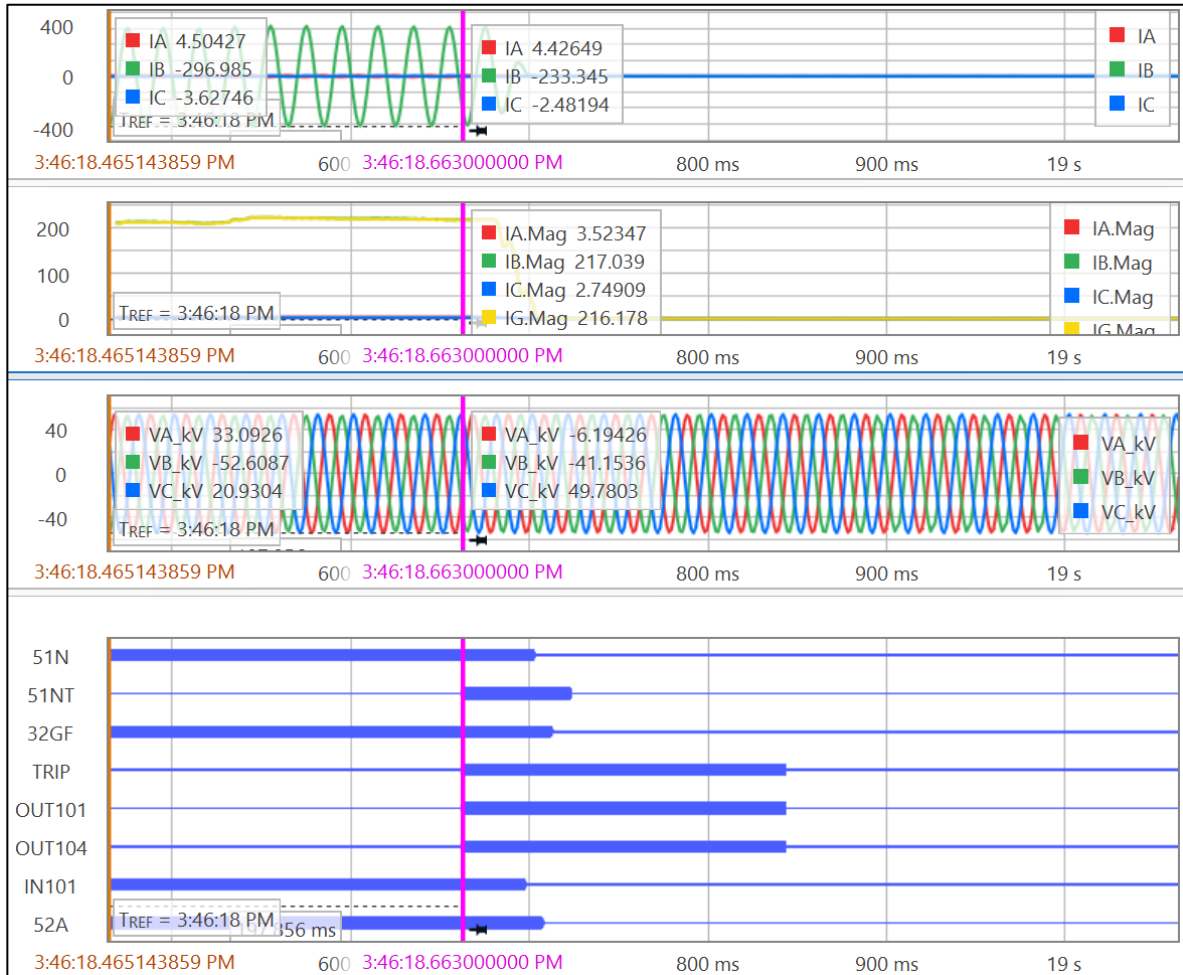 400
0
-400
IA 4.50427
IB -296.985
IC -3.62746
TREF = 3:46:18 PM
IA 4.42649
IB -233.345
IC -2.48194
IA
IB
IC
3:46:18.465143859 PM 600 3:46:18.663000000 PM 800 ms 900 ms 19 s
200
100
0
TREF = 3:46:18 PM
IA.Mag 3.52347
IB.Mag 217.039
IC.Mag 2.74909
IG.Mag 216.178
IA.Mag
IB.Mag
IC.Mag
IG.Mag
3:46:18.465143859 PM 600 3:46:18.663000000 PM 800 ms 900 ms 19 s
40
0
-40
VA_kV 33.0926
VB_kV -52.6087
VC_kV 20.9304
TREF = 3:46:18 PM
VA_kV -6.19426
VB_kV -41.1536
VC_kV 49.7803
VA_kV
VB_kV
VC_kV
3:46:18.465143859 PM 600 3:46:18.663000000 PM 800 ms 900 ms 19 s
51N
51NT
32GF
TRIP
OUT101
OUT104
IN101
52A
TREF = 3:46:18 PM
197.856 ms
3:46:18.465143859 PM 600 3:46:18.663000000 PM 800 ms 900 ms 19 s